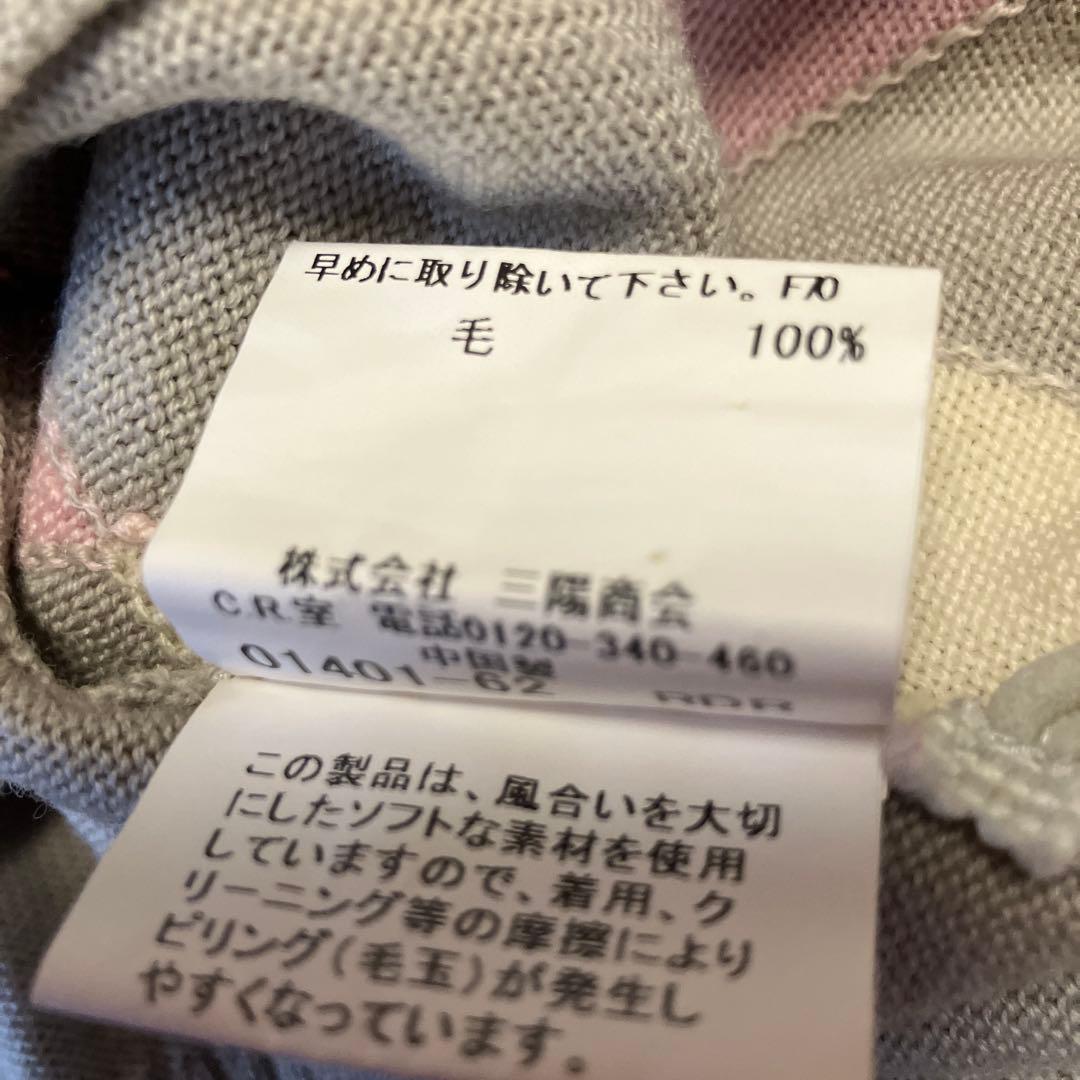 早めに取り除いて下さい。F70
毛 100%
株式会社 三陽商会
C.R室 電話0120-340-460
中国製
01401-62 RDR
この製品は、風合いを大切
にしたソフトな素材を使用
していますので、着用、ク
リーニング等の摩擦により
ピリング(毛玉)が発生し
やすくなっています。